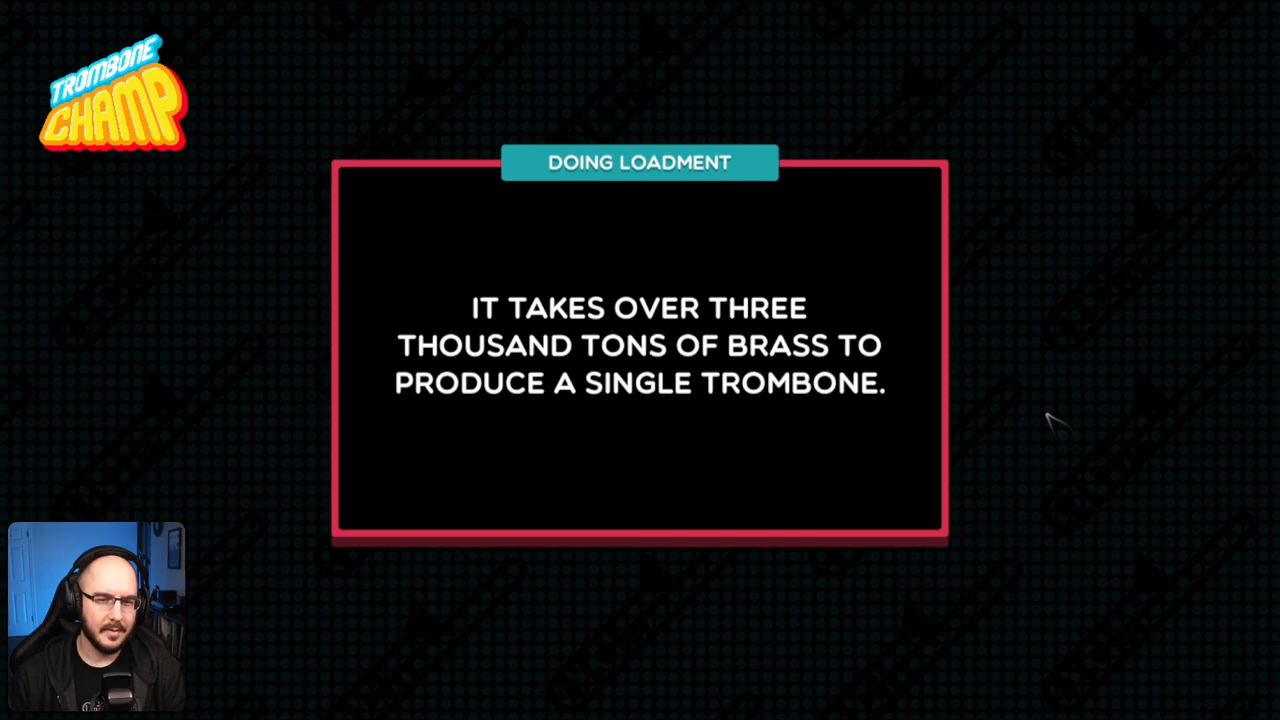 TROMBONE
CHAMP
DOING LOADMENT
IT TAKES OVER THREE
THOUSAND TONS OF BRASS TO
PRODUCE A SINGLE TROMBONE.